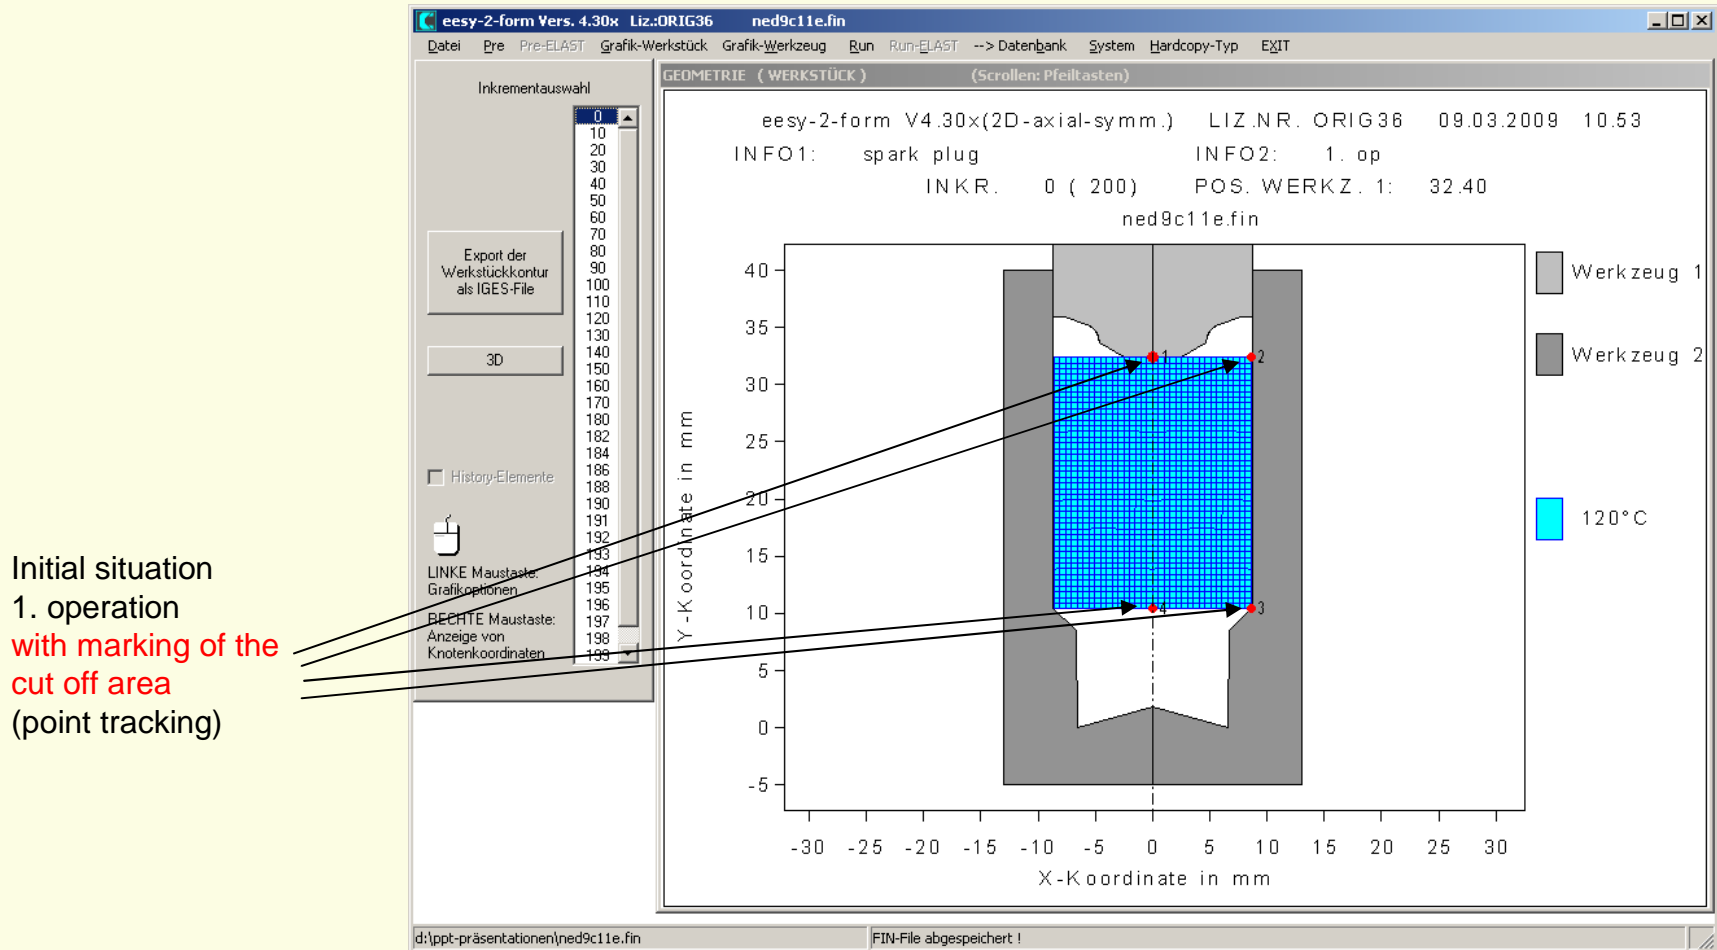 eesy-2-form Vers. 4.30x Liz.:ORIG36 ned9c11e.fin
Datei Pre Pre-ELAST Grafik-Werkstück Grafik-Werkzeug Run Run-ELAST --> Datenbank System Hardcopy-Typ EXIT
Inkrementauswahl
0
10
20
30
40
50
60
70
80
90
100
110
120
130
140
150
160
170
180
182
184
186
188
190
191
192
193
194
195
196
197
198
199
Export der
Werkstückkontur
als IGES-File
3D
History-Elemente
LINKE Maustaste:
Grafikoptionen
RECHTE Maustaste:
Anzeige von
Knotenkoordinaten
GEOMETRIE ( WERKSTÜCK ) (Scrollen: Pfeiltasten)
eesy-2-form V4.30x(2D-axial-symm.) LIZ.NR. ORIG36 09.03.2009 10.53
INFO1: spark plug INFO2: 1. op
INKR. 0 ( 200) POS. WERKZ. 1: 32.40
ned9c11e.fin
Y-Koordinate in mm
40
35
30
25
20
15
10
5
0
-5
1
2
4
3
-30 -25 -20 -15 -10 -5 0 5 10 15 20 25 30
X-Koordinate in mm
Werkzeug 1
Werkzeug 2
120°C
Initial situation
1. operation
with marking of the
cut off area
(point tracking)
d:\ppt-präsentationen\ned9c11e.fin FIN-File abgespeichert !